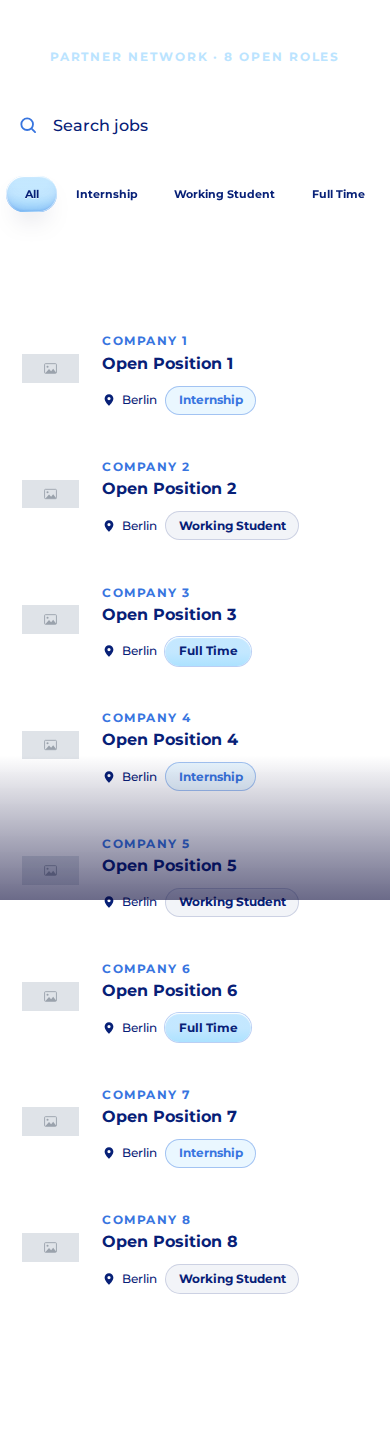 PARTNER NETWORK · 8 OPEN ROLES
Search jobs
All Internship Working Student Full Time
COMPANY 1
Open Position 1
Berlin Internship
COMPANY 2
Open Position 2
Berlin Working Student
COMPANY 3
Open Position 3
Berlin Full Time
COMPANY 4
Open Position 4
Berlin Internship
COMPANY 5
Open Position 5
Berlin Working Student
COMPANY 6
Open Position 6
Berlin Full Time
COMPANY 7
Open Position 7
Berlin Internship
COMPANY 8
Open Position 8
Berlin Working Student